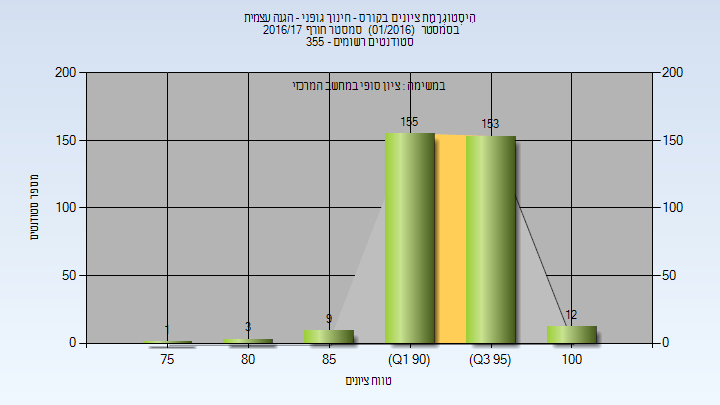 היסטוגרמת ציונים בקורס - חינוך גופני - הגנה עצמית
בסמסטר (01/2016) סמסטר חורף 2016/17
סטודנטים רשומים - 355
במשימה : ציון סופי במחשב המרכזי
200 200
150 150
100 100
50 50
0 0
מספר סטודנטים
1 3 9 155 153 12
75 80 85 (Q1 90) (Q3 95) 100
טווח ציונים